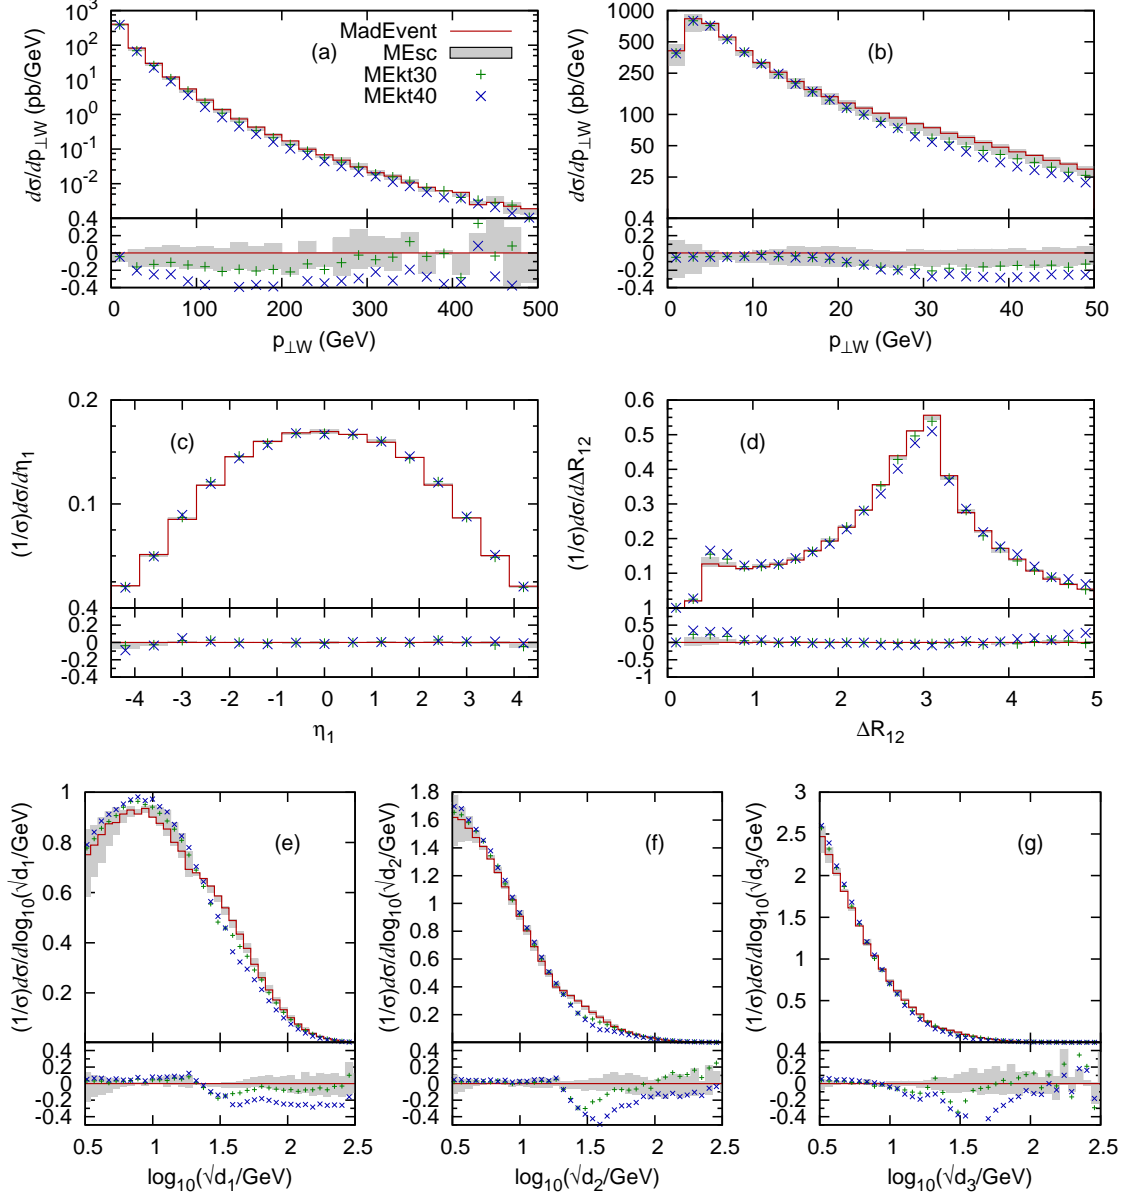 MadEvent
MEsc
MEkt30
MEkt40
(a)
dσ/dp⊥W (pb/GeV)
10³
10²
10¹
10⁰
10⁻¹
10⁻²
0.4
0.2
0
-0.2
-0.4
0 100 200 300 400 500
p⊥W (GeV)
(b)
dσ/dp⊥W (pb/GeV)
1000
500
250
100
50
25
0.4
0.2
0
-0.2
-0.4
0 10 20 30 40 50
p⊥W (GeV)
(c)
(1/σ)dσ/dη₁
0.2
0.1
0.4
0.2
0
-0.2
-0.4
-4 -3 -2 -1 0 1 2 3 4
η₁
(d)
(1/σ)dσ/dΔR₁₂
0.6
0.5
0.4
0.3
0.2
0.1
1
0.5
0
-0.5
-1
0 1 2 3 4 5
ΔR₁₂
(e)
(1/σ)dσ/dlog₁₀(√d₁/GeV)
1
0.8
0.6
0.4
0.2
0.4
0.2
0
-0.2
-0.4
0.5 1 1.5 2 2.5
log₁₀(√d₁/GeV)
(f)
(1/σ)dσ/dlog₁₀(√d₂/GeV)
1.8
1.6
1.4
1.2
1
0.8
0.6
0.4
0.2
0.4
0.2
0
-0.2
-0.4
0.5 1 1.5 2 2.5
log₁₀(√d₂/GeV)
(g)
(1/σ)dσ/dlog₁₀(√d₃/GeV)
3
2.5
2
1.5
1
0.5
0.4
0.2
0
-0.2
-0.4
0.5 1 1.5 2 2.5
log₁₀(√d₃/GeV)